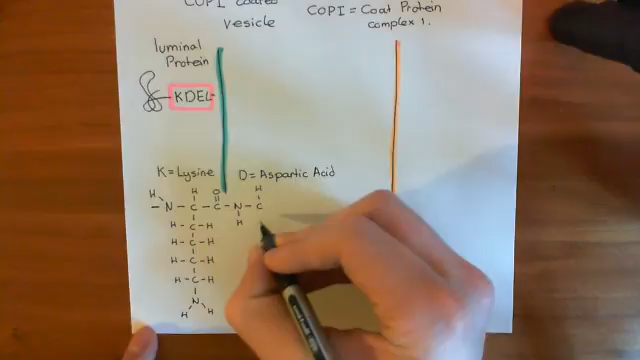 COPI coated
vesicle
COPI = Coat Protein
complex 1.
luminal
Protein
KDEL
K = Lysine
D = Aspartic Acid
H H O H
– N – C – C – N – C
H – C – H H
H – C – H
H – C – H
H – C – H
N
H H